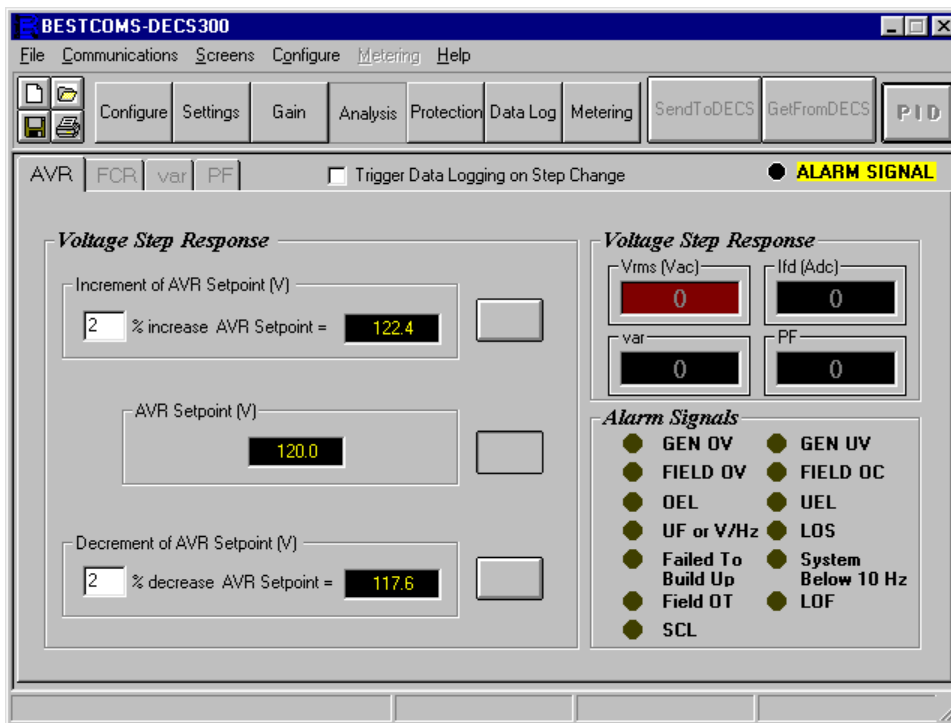 BESTCOMS-DECS300
File Communications Screens Configure Metering Help
Configure Settings Gain Analysis Protection Data Log Metering SendToDECS GetFromDECS PID
AVR FCR var PF
Trigger Data Logging on Step Change
ALARM SIGNAL
Voltage Step Response
Increment of AVR Setpoint (V)
2 % increase AVR Setpoint = 122.4
AVR Setpoint (V)
120.0
Decrement of AVR Setpoint (V)
2 % decrease AVR Setpoint = 117.6
Voltage Step Response
Vrms (Vac) Ifd (Adc)
0 0
var PF
0 0
Alarm Signals
GEN OV GEN UV
FIELD OV FIELD OC
OEL UEL
UF or V/Hz LOS
Failed To System
Build Up Below 10 Hz
Field OT LOF
SCL